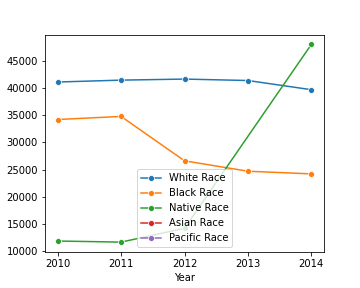 45000
40000
35000
30000
25000
20000
15000
10000
White Race
Black Race
Native Race
Asian Race
Pacific Race
2010 2011 2012 2013 2014
Year